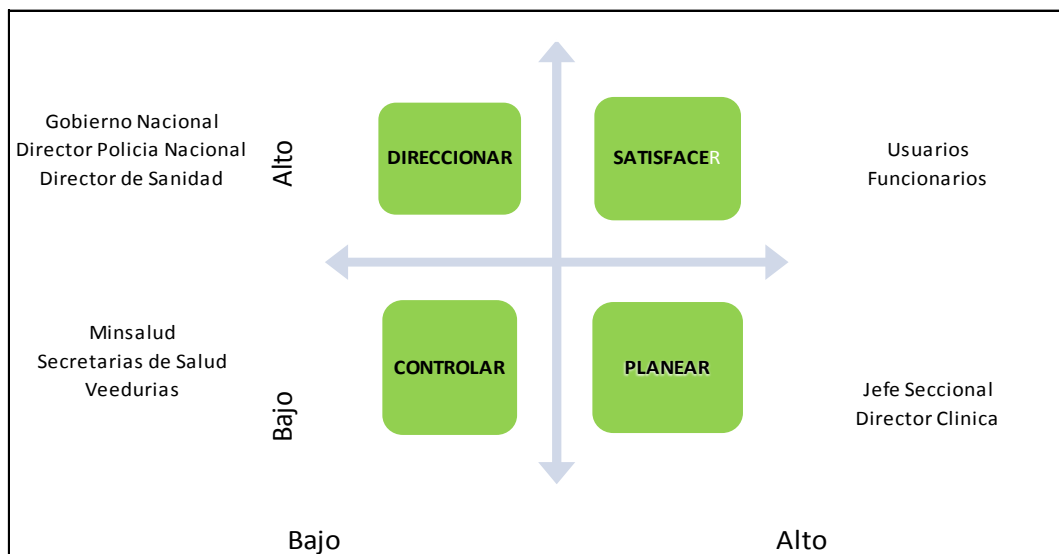 Gobierno Nacional
Director Policia Nacional
Director de Sanidad
Alto
DIRECCIONAR
SATISFACER
Usuarios
Funcionarios
Minsalud
Secretarias de Salud
Veedurias
Bajo
CONTROLAR
PLANEAR
Jefe Seccional
Director Clinica
Bajo
Alto